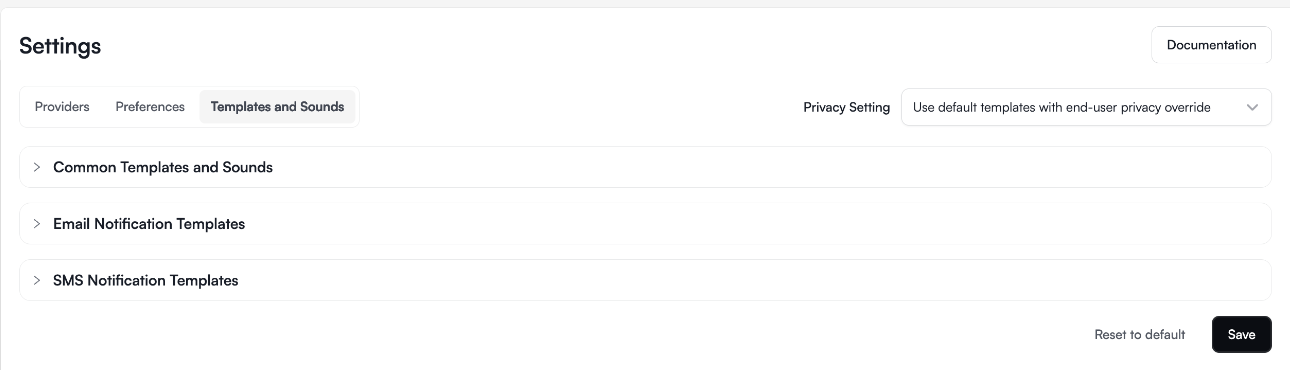 Settings
Documentation
Providers
Preferences
Templates and Sounds
Privacy Setting
Use default templates with end-user privacy override
Common Templates and Sounds
Email Notification Templates
SMS Notification Templates
Reset to default
Save